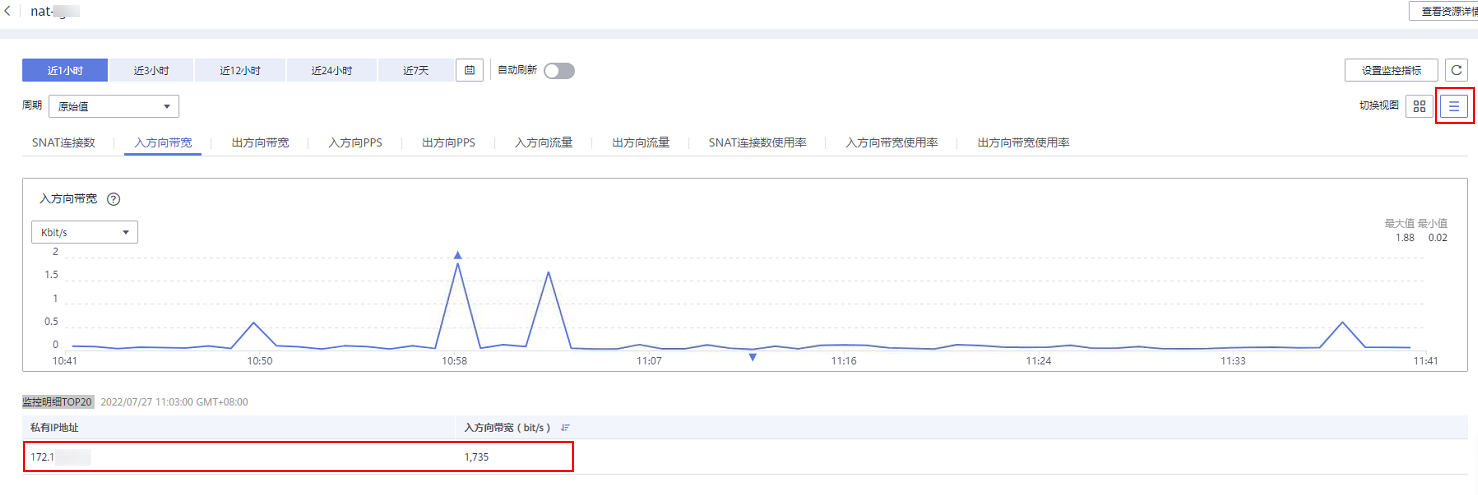 nat-
查看资源详情
近1小时 近3小时 近12小时 近24小时 近7天 自动刷新 设置监控指标
周期 原始值 切换视图
SNAT连接数 入方向带宽 出方向带宽 入方向PPS 出方向PPS 入方向流量 出方向流量 SNAT连接数使用率 入方向带宽使用率 出方向带宽使用率
入方向带宽 ?
Kbit/s
最大值 最小值
1.88 0.02
2
1.5
1
0.5
0
10:41 10:50 10:58 11:07 11:16 11:24 11:33 11:41
监控明细TOP20 2022/07/27 11:03:00 GMT+08:00
私有IP地址 入方向带宽（bit/s）
172.1 1,735